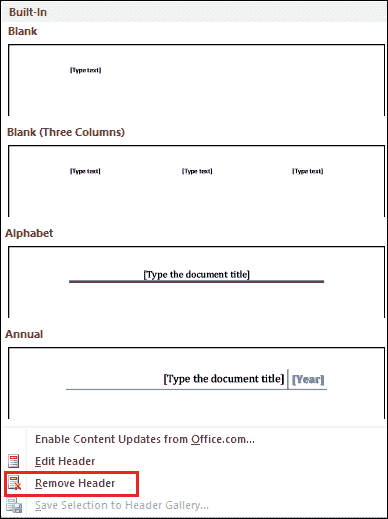 Built-In
Blank
[Type text]
Blank (Three Columns)
[Type text] [Type text] [Type text]
Alphabet
[Type the document title]
Annual
[Type the document title] [Year]
Enable Content Updates from Office.com...
Edit Header
Remove Header
Save Selection to Header Gallery...